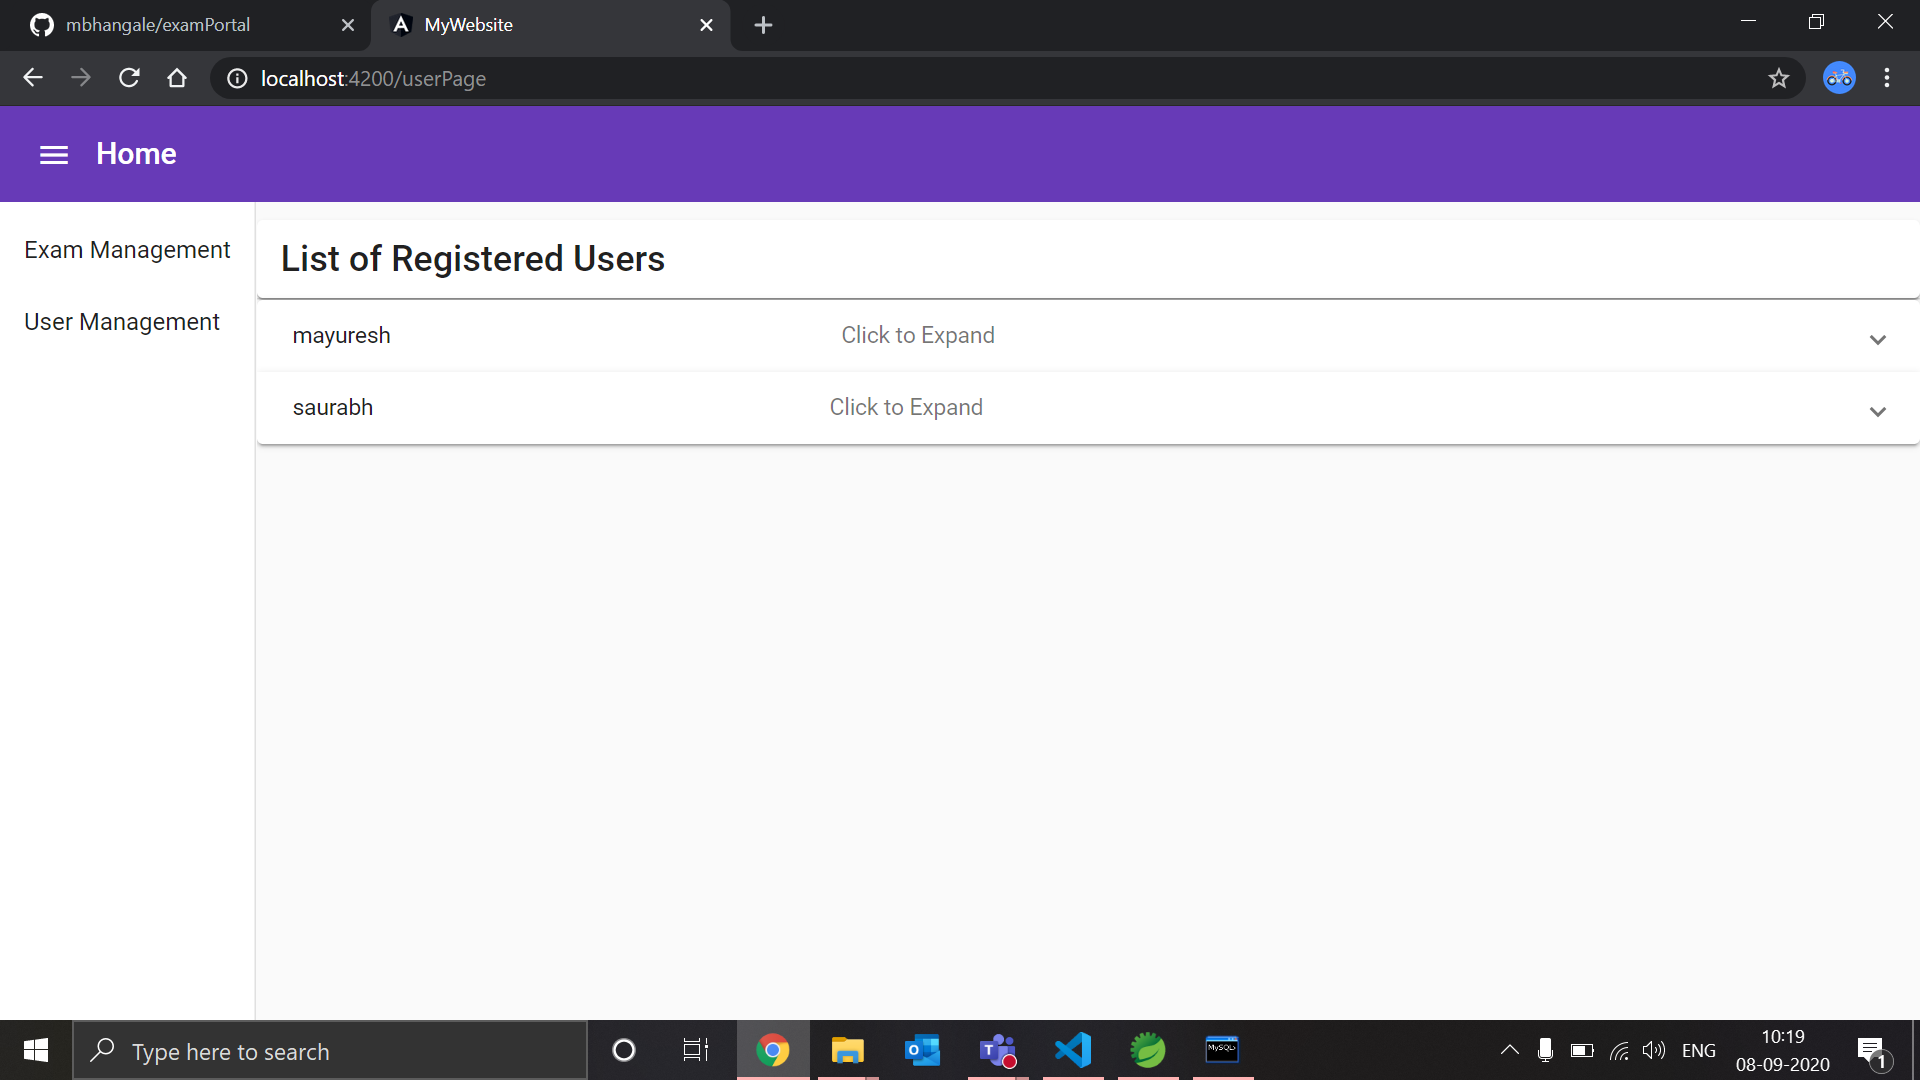 mbhangale/examPortal
MyWebsite
localhost:4200/userPage
Home
Exam Management
User Management
List of Registered Users
mayuresh Click to Expand
saurabh Click to Expand
Type here to search
MySQL>
ENG
10:19
08-09-2020
1